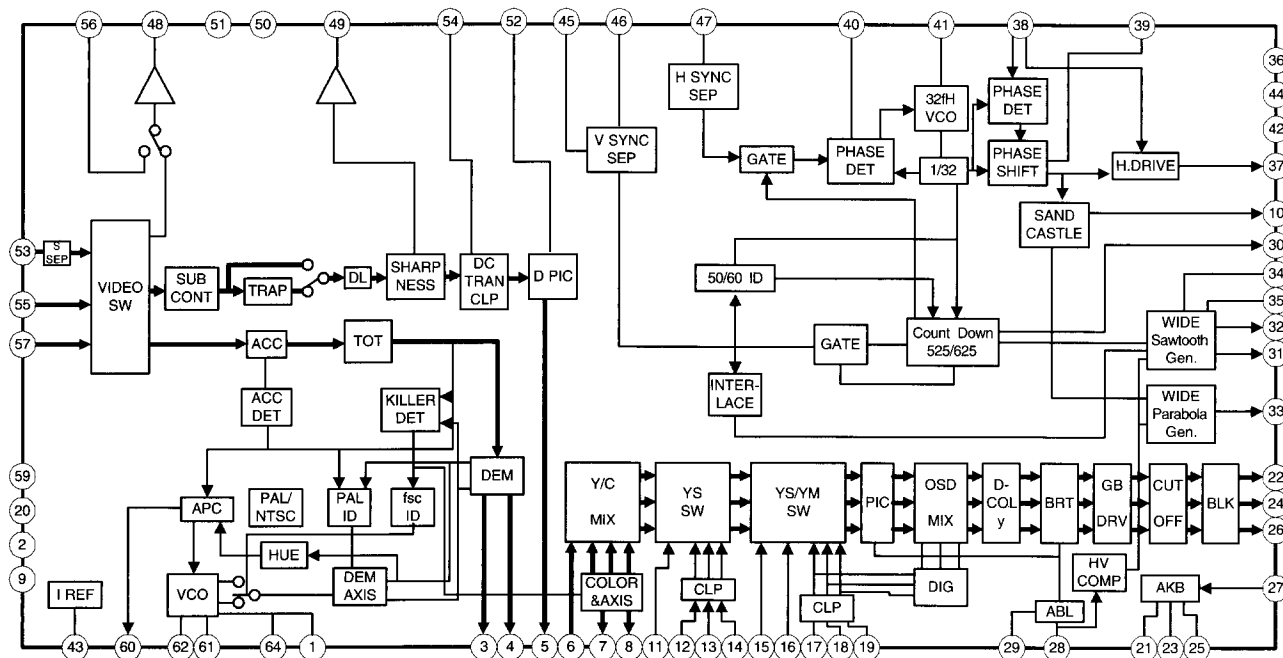 56 48 51 50 49 54 52 45 46 47 40 41 38 39
36
44
42
37
10
30
34
35
32
31
33
22
24
26
27
53
55
57
59
20
2
9
H SYNC
SEP
V SYNC
SEP
GATE
PHASE
DET
32fH
VCO
1/32
PHASE
DET
PHASE
SHIFT
H.DRIVE
SAND
CASTLE
S
SEP
VIDEO
SW
SUB
CONT
TRAP
DL
SHARP
NESS
DC
TRAN
CLP
D PIC
50/60 ID
GATE
Count Down
525/625
INTER-
LACE
WIDE
Sawtooth
Gen.
WIDE
Parabola
Gen.
ACC
TOT
ACC
DET
KILLER
DET
DEM
APC
PAL/
NTSC
PAL
ID
fsc
ID
HUE
VCO
DEM
AXIS
I REF
Y/C
MIX
YS
SW
YS/YM
SW
PIC
OSD
MIX
D-
COL
y
BRT
GB
DRV
CUT
OFF
BLK
COLOR
&AXIS
CLP
CLP
DIG
HV
COMP
ABL
AKB
43 60 62 61 64 1 3 4 5 6 7 8 11 12 13 14 15 16 17 18 19 29 28 21 23 25